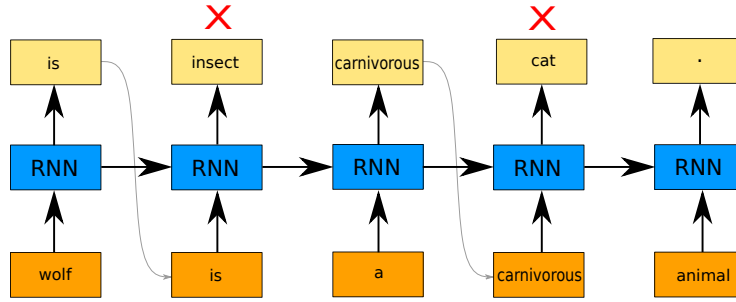 X X
is insect carnivorous cat .
RNN RNN RNN RNN RNN
wolf is a carnivorous animal